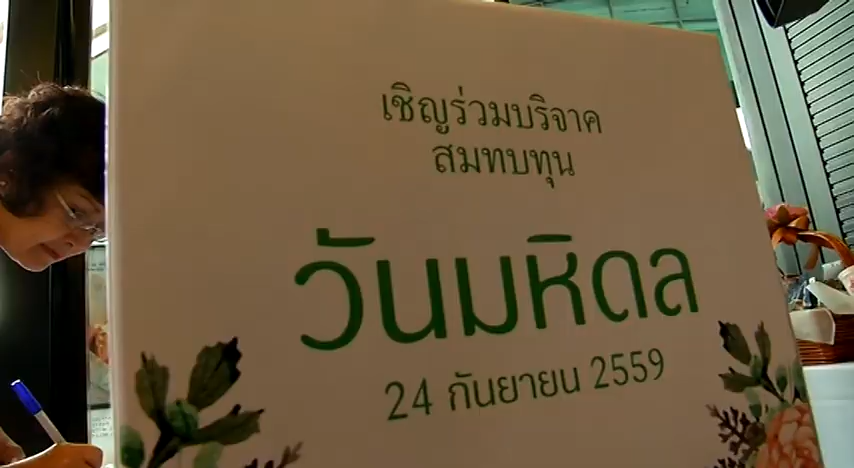 เชิญร่วมบริจาค
สมทบทุน
วันมหิดล
24 กันยายน 2559